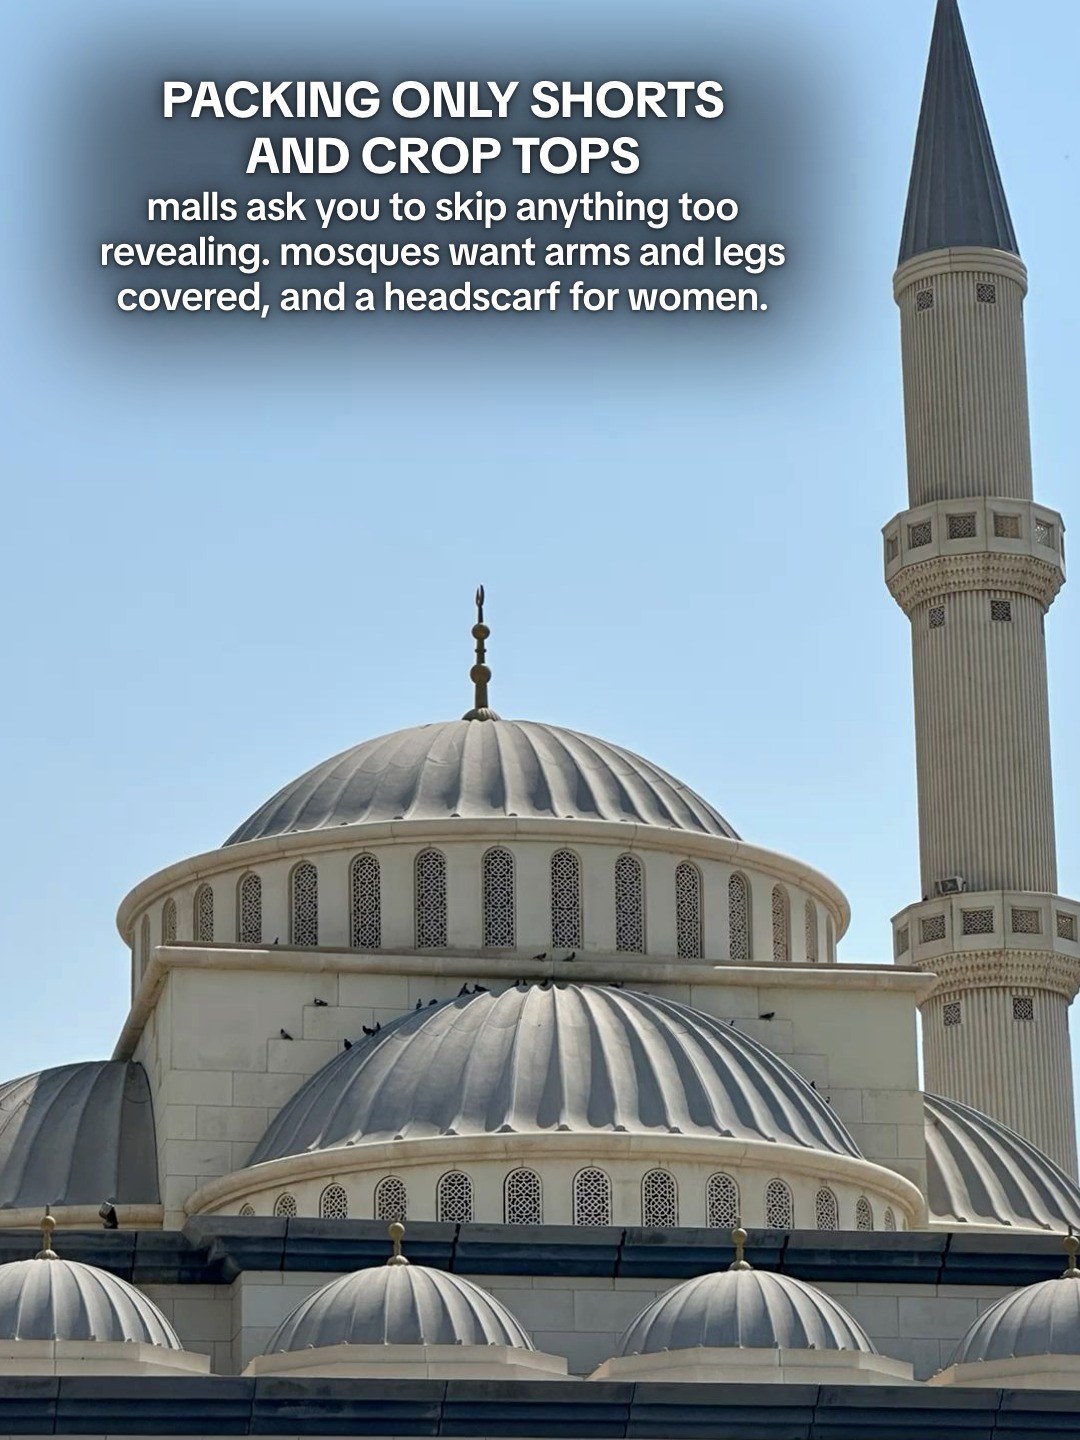 PACKING ONLY SHORTS
AND CROP TOPS
malls ask you to skip anything too
revealing. mosques want arms and legs
covered, and a headscarf for women.